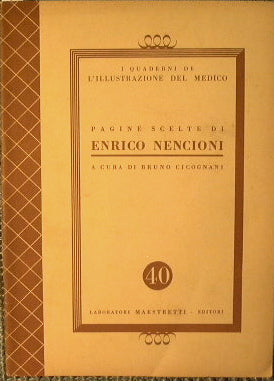 I QUADERNI DE
L'ILLUSTRAZIONE DEL MEDICO
PAGINE SCELTE DI
ENRICO NENCIONI
A CURA DI BRUNO CICOGNANI
40
LABORATORI MAESTRETTI - EDITORI